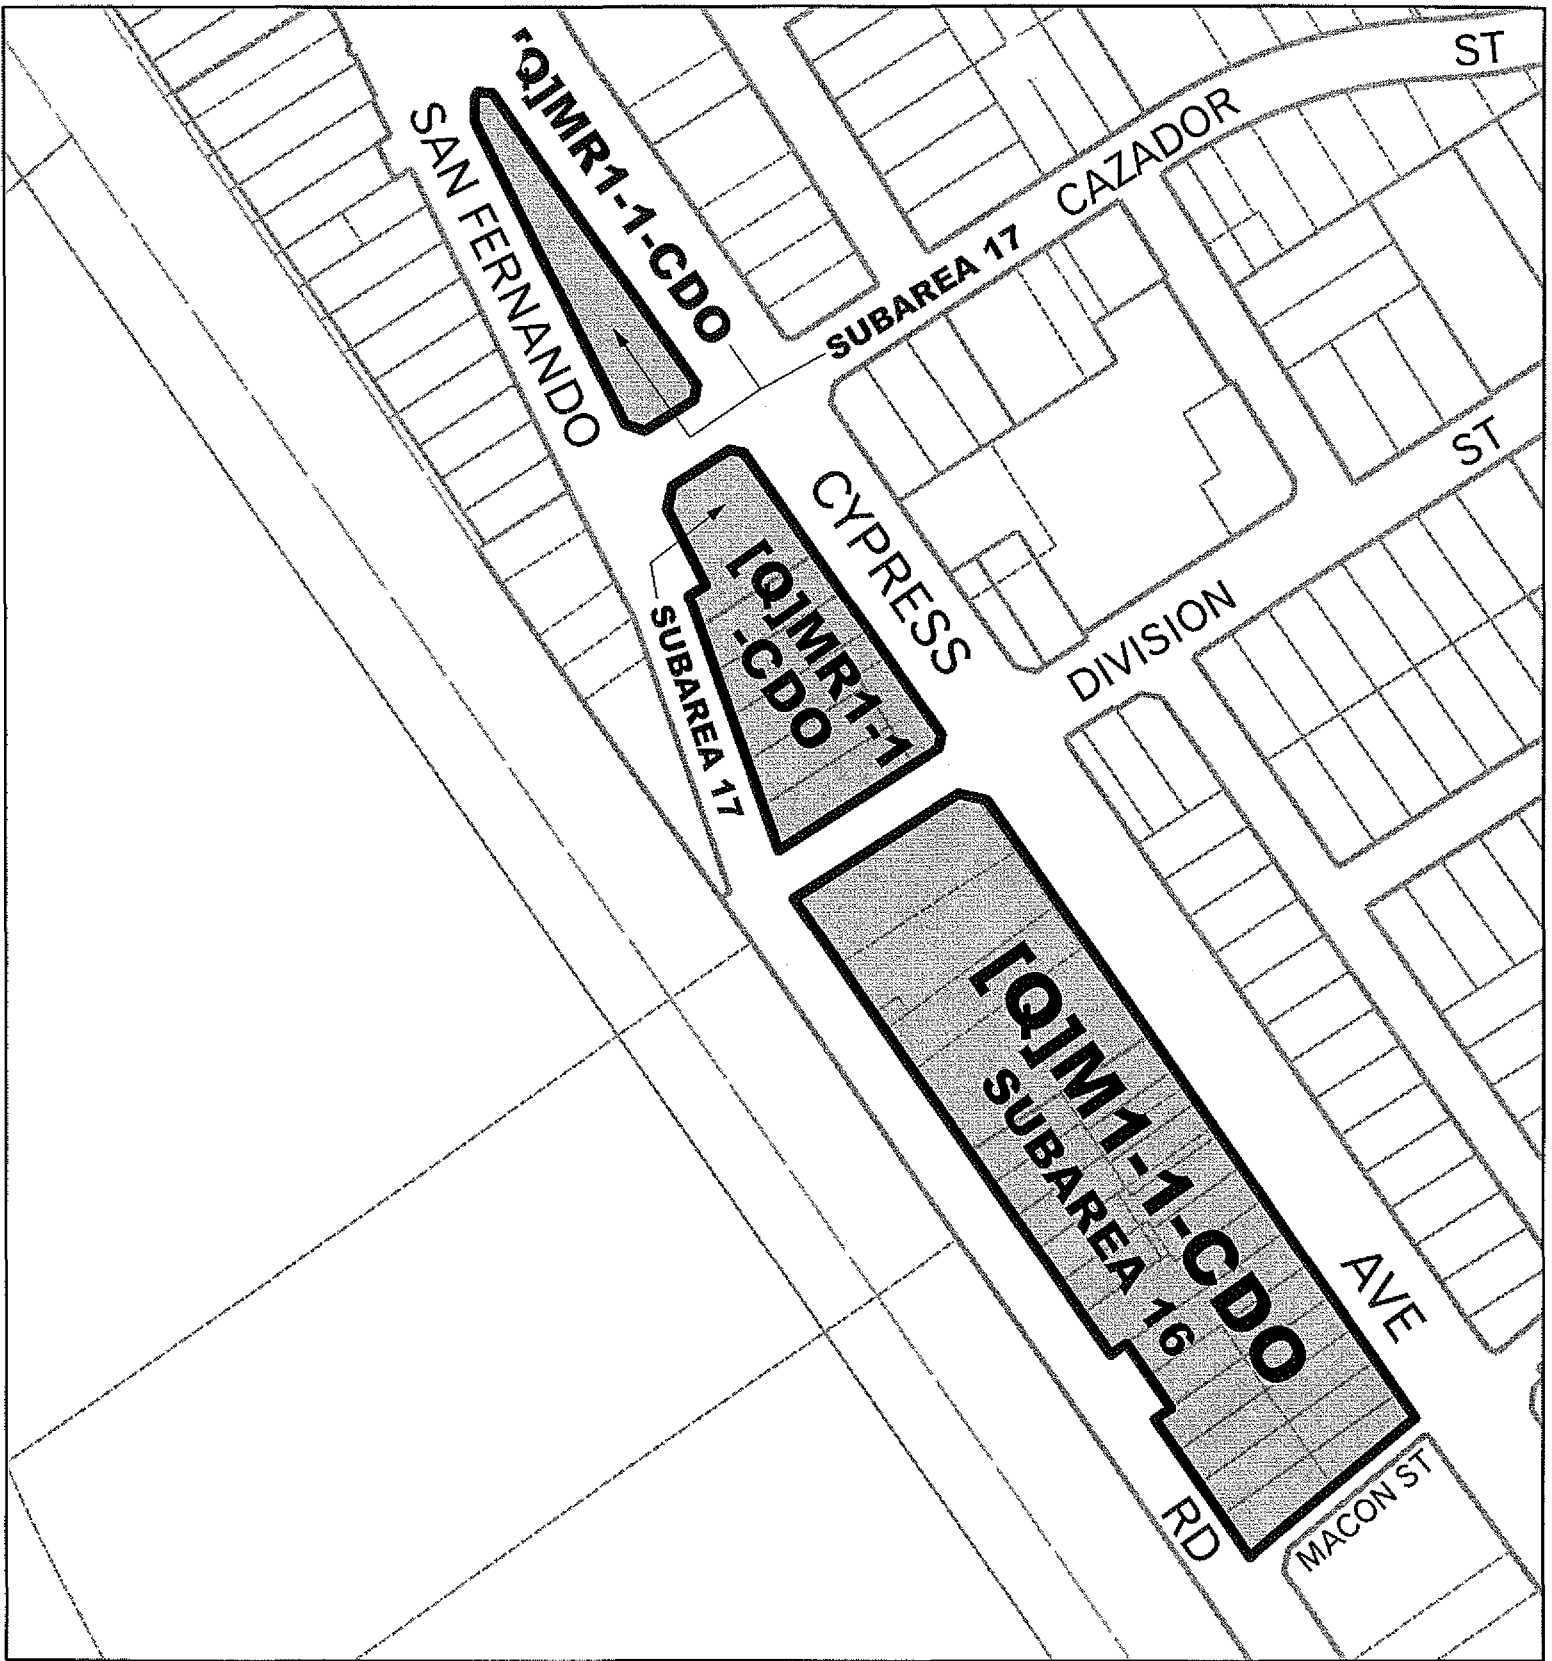 ST
'Q]MR1-1-CDO
SAN FERNANDO
CAZADOR
SUBAREA 17
ST
CYPRESS
[Q]MR1-1
-CDO
SUBAREA 17
DIVISION
[Q]M1-1-CDO
SUBAREA 16
AVE
MACON ST
RD